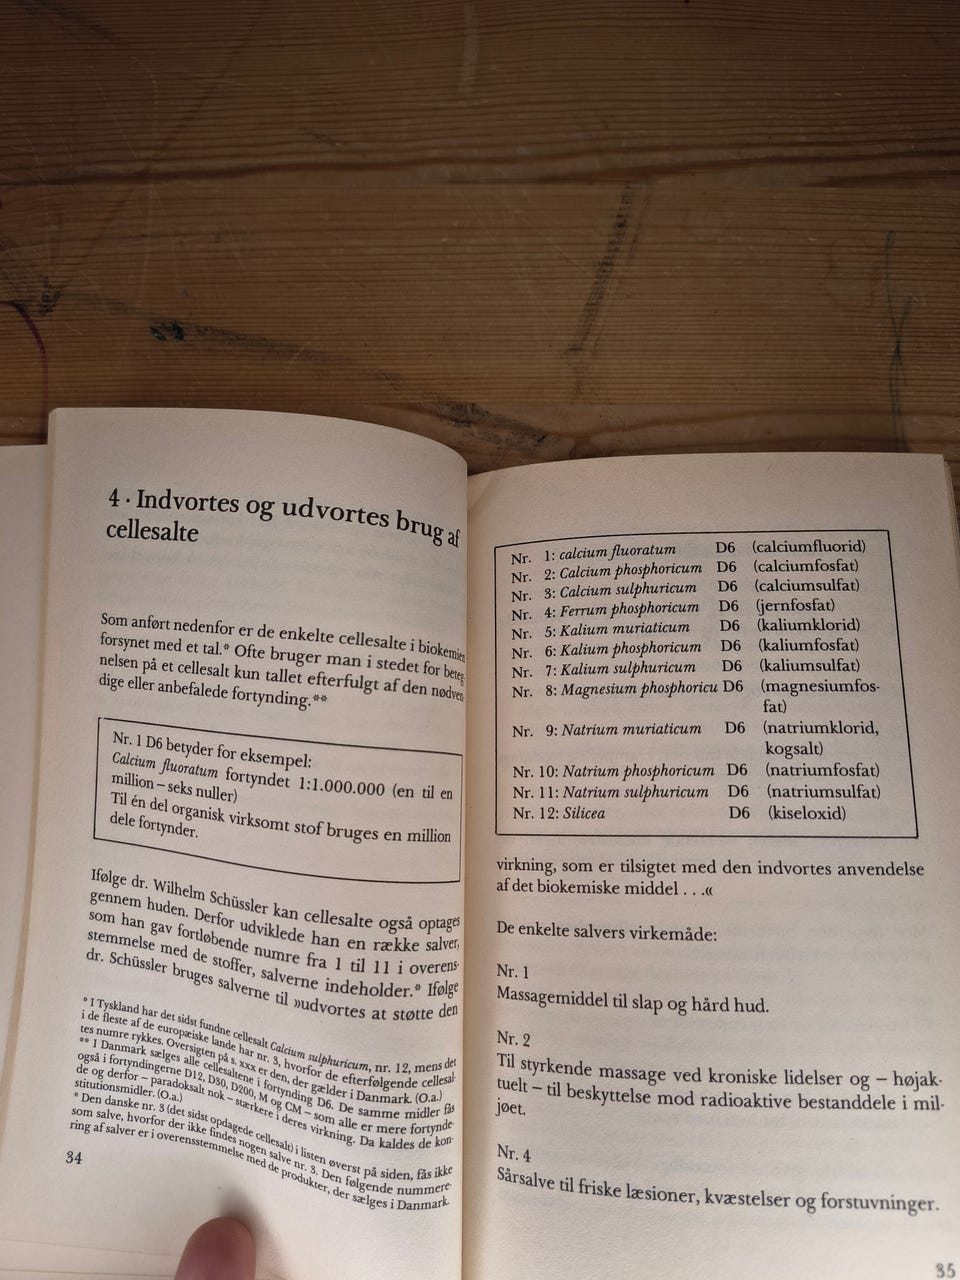 4 · Indvortes og udvortes brug af
cellesalte
Som anført nedenfor er de enkelte cellesalte i biokemien
forsynet med et tal.* Ofte bruger man i stedet for beteg-
nelsen på et cellesalt kun tallet efterfulgt af den nødven-
dige eller anbefalede fortynding.**
Nr. 1 D6 betyder for eksempel:
Calcium fluoratum fortyndet 1:1.000.000 (en til en
million – seks nuller)
Til én del organisk virksomt stof bruges en million
dele fortynder.
Ifølge dr. Wilhelm Schüssler kan cellesalte også optages
gennem huden. Derfor udviklede han en række salver,
som han gav fortløbende numre fra 1 til 11 i overens-
stemmelse med de stoffer, salverne indeholder.* Ifølge
dr. Schüssler bruges salverne til »udvortes at støtte den
* I Tyskland har det sidst fundne cellesalt Calcium sulphuricum, nr. 12, mens det
i de fleste af de europæiske lande har nr. 3, hvorfor de efterfølgende cellesal-
tes numre rykkes. Oversigten på s. xxx er den, der gælder i Danmark. (O.a.)
** I Danmark sælges alle cellesaltene i fortynding D6. De samme midler fås
også i fortyndingerne D12, D30, D200, M og CM – som alle er mere fortynde-
de og derfor – paradoksalt nok – stærkere i deres virkning. Da kaldes de kon-
stitutionsmidler. (O.a.)
* Den danske nr. 3 (det sidst opdagede cellesalt) i listen øverst på siden, fås ikke
som salve, hvorfor der ikke findes nogen salve nr. 3. Den følgende nummere-
ring af salver er i overensstemmelse med de produkter, der sælges i Danmark.
34
Nr. 1: calcium fluoratum D6 (calciumfluorid)
Nr. 2: Calcium phosphoricum D6 (calciumfosfat)
Nr. 3: Calcium sulphuricum D6 (calciumsulfat)
Nr. 4: Ferrum phosphoricum D6 (jernfosfat)
Nr. 5: Kalium muriaticum D6 (kaliumklorid)
Nr. 6: Kalium phosphoricum D6 (kaliumfosfat)
Nr. 7: Kalium sulphuricum D6 (kaliumsulfat)
Nr. 8: Magnesium phosphoricu D6 (magnesiumfos-
fat)
Nr. 9: Natrium muriaticum D6 (natriumklorid,
kogsalt)
Nr. 10: Natrium phosphoricum D6 (natriumfosfat)
Nr. 11: Natrium sulphuricum D6 (natriumsulfat)
Nr. 12: Silicea D6 (kiseloxid)
virkning, som er tilsigtet med den indvortes anvendelse
af det biokemiske middel . . .«
De enkelte salvers virkemåde:
Nr. 1
Massagemiddel til slap og hård hud.
Nr. 2
Til styrkende massage ved kroniske lidelser og – højak-
tuelt – til beskyttelse mod radioaktive bestanddele i mil-
jøet.
Nr. 4
Sårsalve til friske læsioner, kvæstelser og forstuvninger.
35